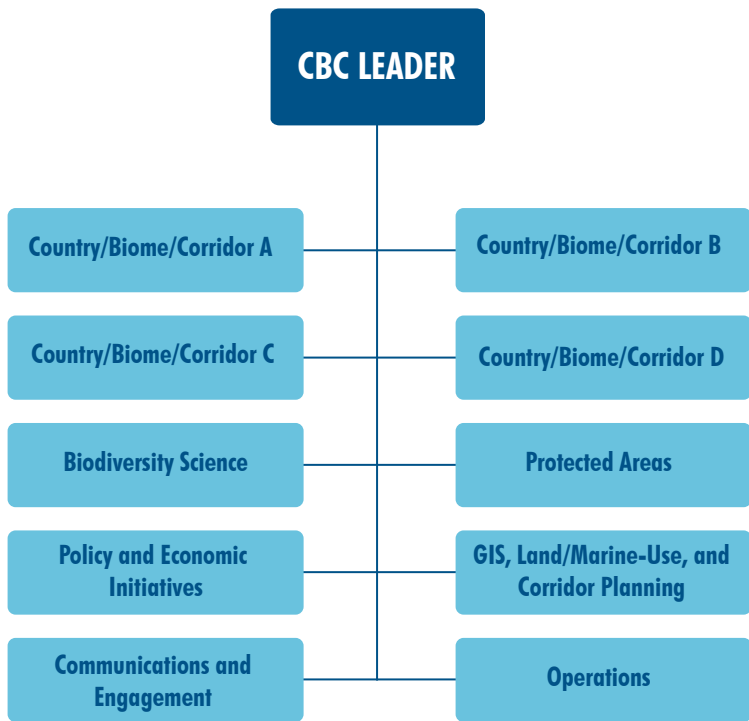 CBC LEADER
Country/Biome/Corridor A
Country/Biome/Corridor B
Country/Biome/Corridor C
Country/Biome/Corridor D
Biodiversity Science
Protected Areas
Policy and Economic
Initiatives
GIS, Land/Marine-Use, and
Corridor Planning
Communications and
Engagement
Operations